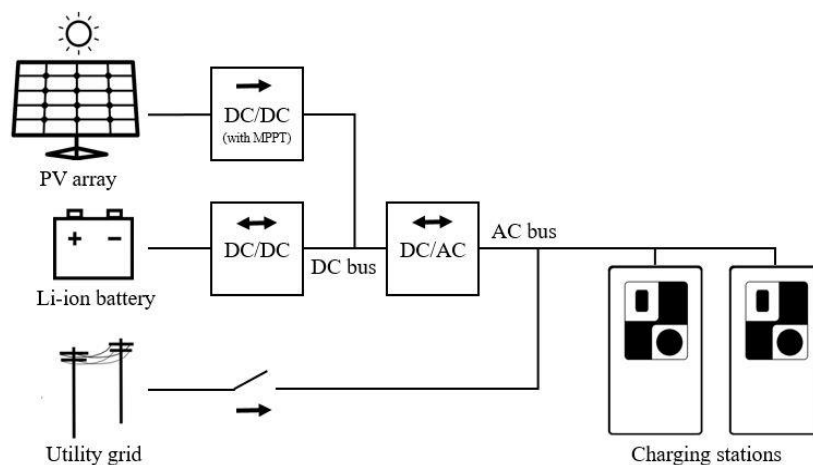 DC/DC
(with MPPT)
PV array
+ −
DC/DC
DC bus
DC/AC
AC bus
Li-ion battery
Utility grid
Charging stations